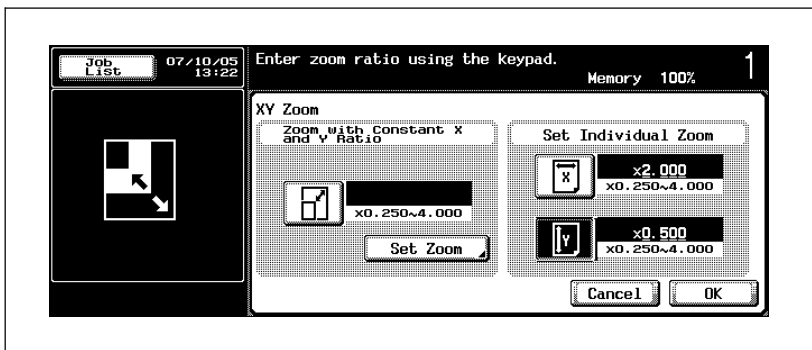 Job
List
07/10/05
13:22
Enter zoom ratio using the keypad.
Memory 100%
1
XY Zoom
Zoom with Constant X
and Y Ratio
x0.250~4.000
Set Zoom
Set Individual Zoom
X
x2.000
x0.250~4.000
Y
x0.500
x0.250~4.000
Cancel
OK